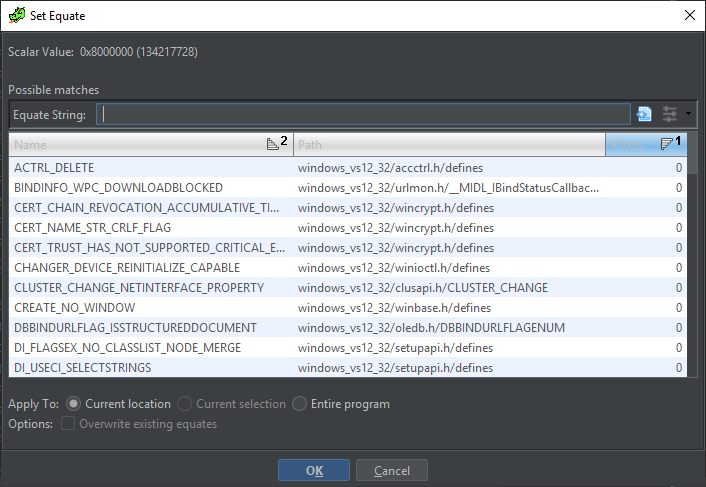 Set Equate
Scalar Value: 0x8000000 (134217728)
Possible matches
Equate String:
Name 2 Path 1
ACTRL_DELETE windows_vs12_32/accctrl.h/defines 0
BINDINFO_WPC_DOWNLOADBLOCKED windows_vs12_32/urlmon.h/__MIDL_IBindStatusCallbac... 0
CERT_CHAIN_REVOCATION_ACCUMULATIVE_TI... windows_vs12_32/wincrypt.h/defines 0
CERT_NAME_STR_CRLF_FLAG windows_vs12_32/wincrypt.h/defines 0
CERT_TRUST_HAS_NOT_SUPPORTED_CRITICAL_E... windows_vs12_32/wincrypt.h/defines 0
CHANGER_DEVICE_REINITIALIZE_CAPABLE windows_vs12_32/winioctl.h/defines 0
CLUSTER_CHANGE_NETINTERFACE_PROPERTY windows_vs12_32/clusapi.h/CLUSTER_CHANGE 0
CREATE_NO_WINDOW windows_vs12_32/winbase.h/defines 0
DBBINDURLFLAG_ISSTRUCTUREDDOCUMENT windows_vs12_32/oledb.h/DBBINDURLFLAGENUM 0
DI_FLAGSEX_NO_CLASSLIST_NODE_MERGE windows_vs12_32/setupapi.h/defines 0
DI_USECI_SELECTSTRINGS windows_vs12_32/setupapi.h/defines 0
Apply To: Current location Current selection Entire program
Options: Overwrite existing equates
OK Cancel